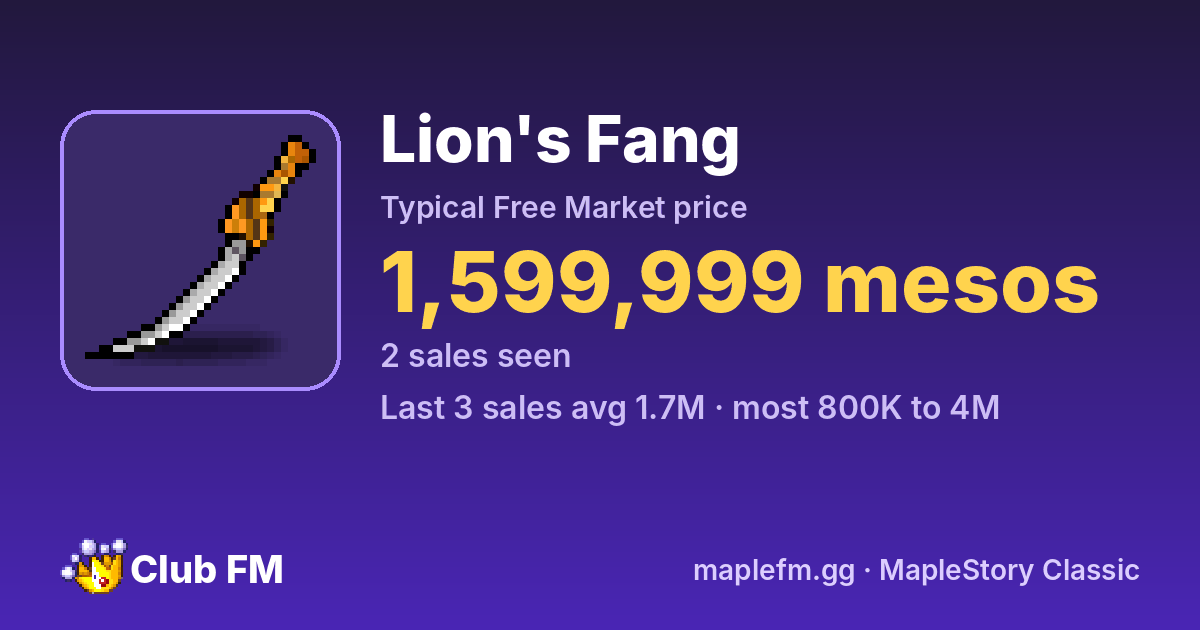 Lion's Fang
Typical Free Market price
1,599,999 mesos
2 sales seen
Last 3 sales avg 1.7M · most 800K to 4M
Club FM
maplefm.gg · MapleStory Classic